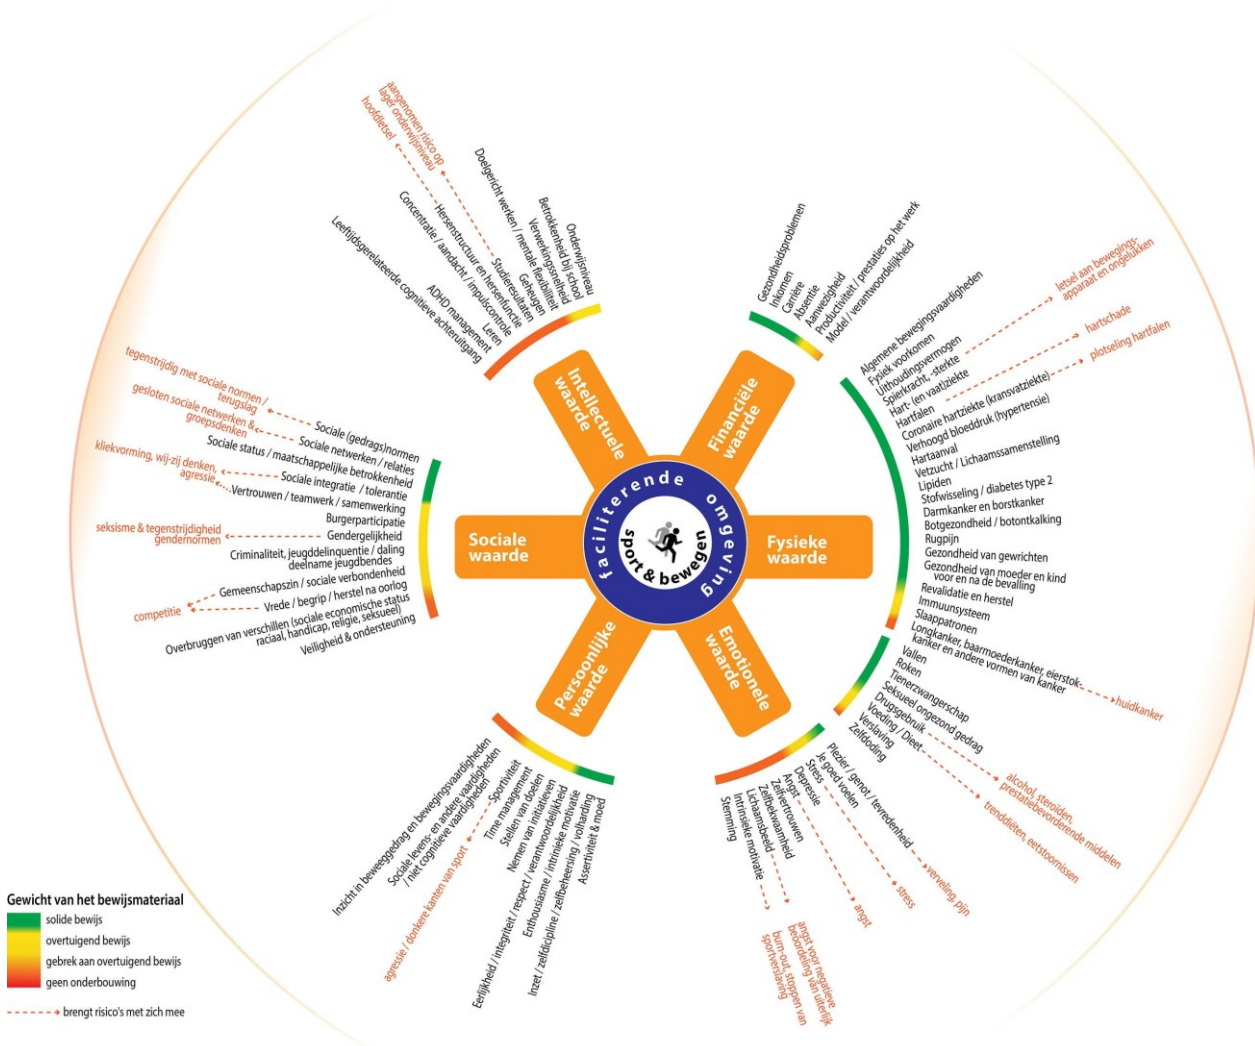 aangenomen risico op
lager onderwijsniveau
hoofdletsel
Onderwijsniveau
Betrokkenheid bij school
Verwerkingssnelheid
Doelgericht werken / mentale flexibiliteit
Geheugen
Studieresultaten
Hersenstructuur en hersenfunctie
Concentratie / aandacht / impulscontrole
Leren
ADHD management
Leeftijdsgerelateerde cognitieve achteruitgang
Intellectuele
waarde
Gezondheidsproblemen
Inkomen
Carrière
Absentie
Aanwezigheid
Productiviteit / prestaties op het werk
Model / verantwoordelijkheid
Financiële
waarde
Algemene bewegingsvaardigheden
Fysiek voorkomen
Uithoudingsvermogen
Spierkracht, -sterkte
Hart- (en vaat)ziekte
Hartfalen
Coronaire hartziekte (kransvatziekte)
Verhoogd bloeddruk (hypertensie)
Hartaanval
Vetzucht / Lichaamssamenstelling
Lipiden
Stofwisseling / diabetes type 2
Darmkanker en borstkanker
Botgezondheid / botontkalking
Rugpijn
Gezondheid van gewrichten
Gezondheid van moeder en kind
voor en na de bevalling
Revalidatie en herstel
Immuunsysteem
Slaappatronen
Longkanker, baarmoederkanker, eierstok-
kanker en andere vormen van kanker
letsel aan bewegings-
apparaat en ongelukken
hartschade
plotseling hartfalen
huidkanker
Fysieke
waarde
Vallen
Roken
Tienerzwangerschap
Seksueel ongezond gedrag
Drugsgebruik
Voeding / Dieet
Verslaving
Zelfdoding
alcohol, steroiden,
prestatiebevorderende middelen
trenddiëten, eetstoornissen
Plezier / genot / tevredenheid
Je goed voelen
Stress
Depressie
Angst
Zelfvertrouwen
Zelfbekwaamheid
Lichaamsbeeld
Intrinsieke motivatie
Stemming
verveling, pijn
stress
angst
angst voor negatieve
beoordeling van uiterlijk
burn-out, stoppen van
sportverslaving
Emotionele
waarde
Persoonlijke
waarde
Inzicht in beweeggedrag en bewegingsvaardigheden
Sociale levens- en andere vaardigheden
/ niet cognitieve vaardigheden
Sportiviteit
Time management
Stellen van doelen
Nemen van initiatieven
Eerlijkheid / integriteit / respect / verantwoordelijkheid
Enthousiasme / intrinieke motivatie
Inzet / zelfdicipline / zelfbeheersing / volharding
Assertiviteit & moed
agressie / donkere kanten van sport
Sociale
waarde
tegenstrijdig met sociale normen /
terugslag
gesloten sociale netwerken &
groepsdenken
kliekvorming, wij-zij denken,
agressie
seksisme & tegenstrijdigheid
gendernormen
competitie
Sociale (gedrags)normen
Sociale netwerken / relaties
Sociale status / maatschappelijke betrokkenheid
Sociale integratie / tolerantie
Vertrouwen / teamwerk / samenwerking
Burgerparticipatie
Gendergelijkheid
Criminaliteit, jeugddelinquentie / daling
deelname jeugdbendes
Gemeenschapszin / sociale verbondenheid
Vrede / begrip / herstel na oorlog
Overbruggen van verschillen (sociale economische status
raciaal, handicap, religie, seksueel)
Veiligheid & ondersteuning
faciliterende omgeving
sport & bewegen
Gewicht van het bewijsmateriaal
solide bewijs
overtuigend bewijs
gebrek aan overtuigend bewijs
geen onderbouwing
brengt risico's met zich mee